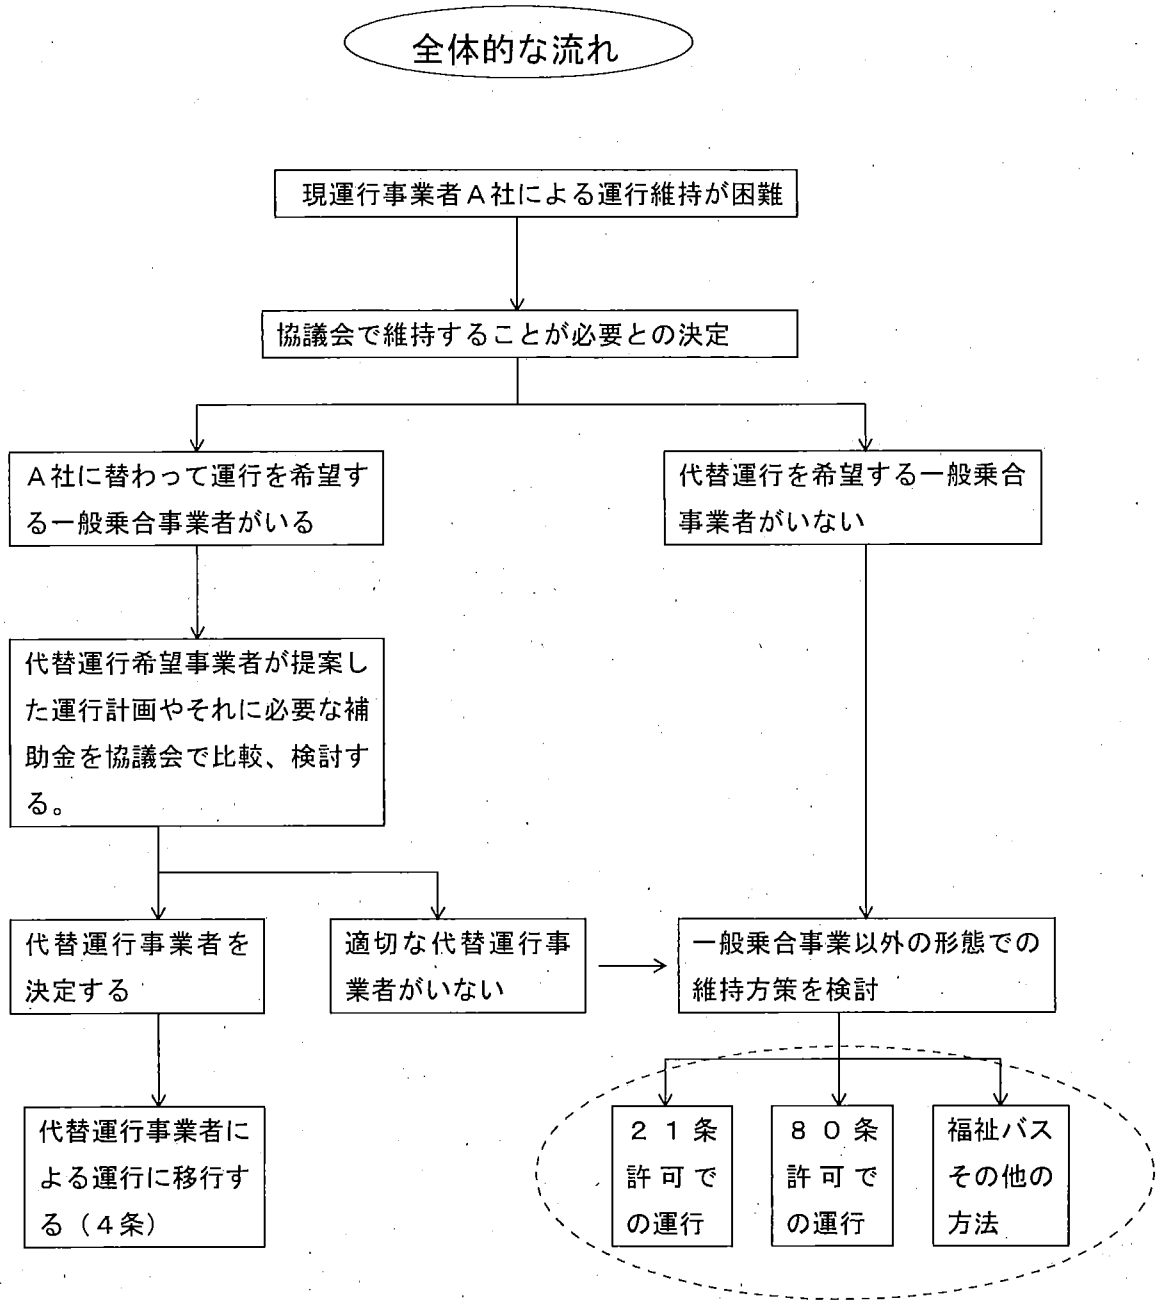 全体的な流れ
現運行事業者A社による運行維持が困難
協議会で維持することが必要との決定
A社に替わって運行を希望す
る一般乗合事業者がいる
代替運行を希望する一般乗合
事業者がいない
代替運行希望事業者が提案し
た運行計画やそれに必要な補
助金を協議会で比較、検討す
る。
代替運行事業者を
決定する
適切な代替運行事
業者がいない
一般乗合事業以外の形態での
維持方策を検討
代替運行事業者に
よる運行に移行す
る（4条）
２１条
許可で
の運行
８０条
許可で
の運行
福祉バス
その他の
方法